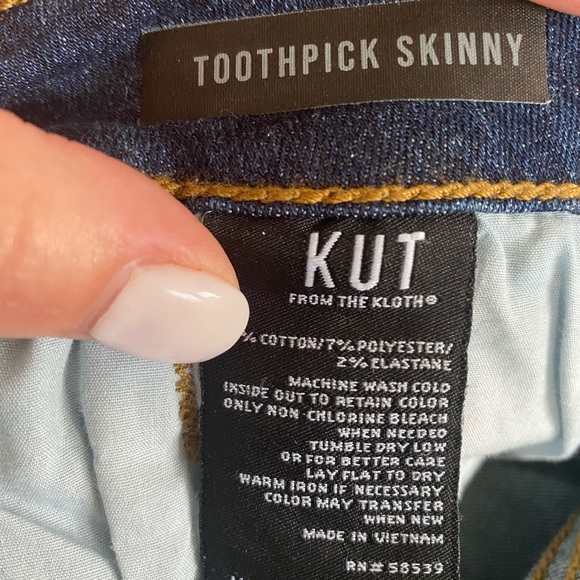 TOOTHPICK SKINNY
KUT
FROM THE KLOTH®
% COTTON/7% POLYESTER/
2% ELASTANE
MACHINE WASH COLD
INSIDE OUT TO RETAIN COLOR
ONLY NON-CHLORINE BLEACH
WHEN NEEDED
TUMBLE DRY LOW
OR FOR BETTER CARE
LAY FLAT TO DRY
WARM IRON IF NECESSARY
COLOR MAY TRANSFER
WHEN NEW
MADE IN VIETNAM
RN# 58539